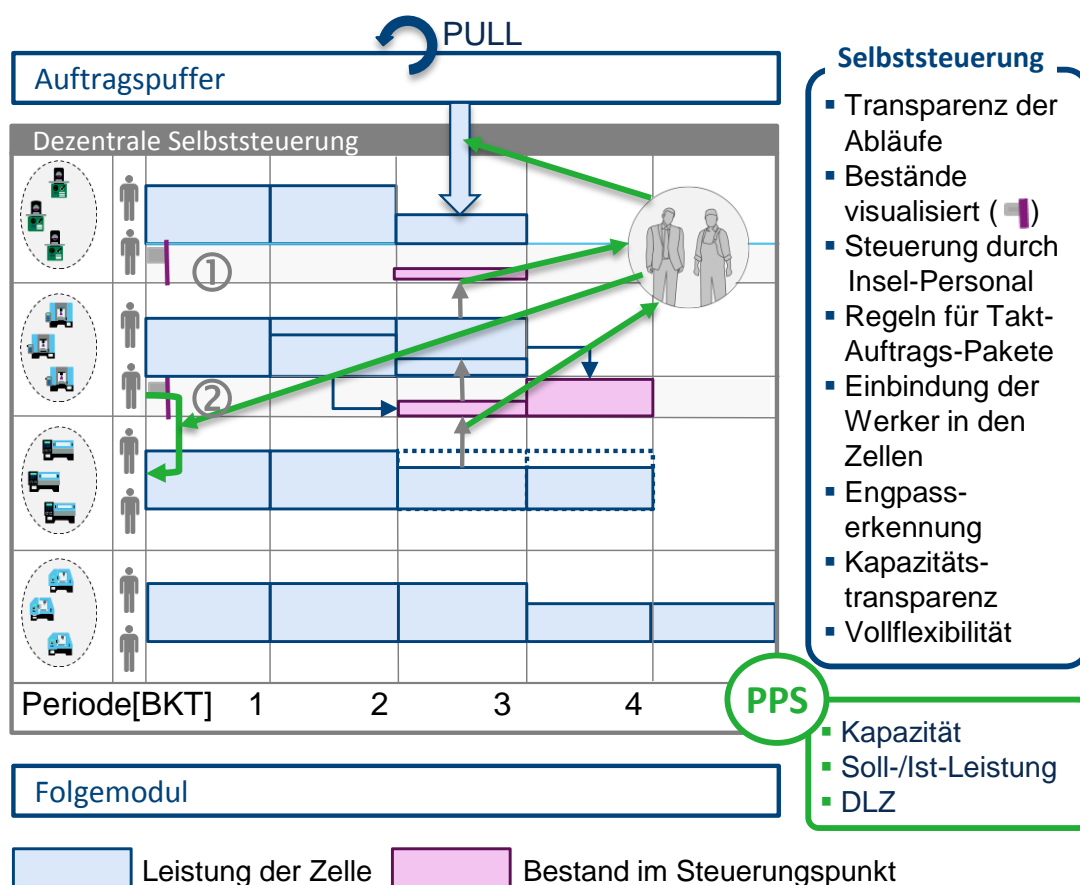 PULL
Auftragspuffer
Dezentrale Selbststeuerung
①
②
Periode[BKT] 1 2 3 4
Folgemodul
Leistung der Zelle
Bestand im Steuerungspunkt
Selbststeuerung
▪ Transparenz der
Abläufe
▪ Bestände
visualisiert ( )
▪ Steuerung durch
Insel-Personal
▪ Regeln für Takt-
Auftrags-Pakete
▪ Einbindung der
Werker in den
Zellen
▪ Engpass-
erkennung
▪ Kapazitäts-
transparenz
▪ Vollflexibilität
PPS
▪ Kapazität
▪ Soll-/Ist-Leistung
▪ DLZ